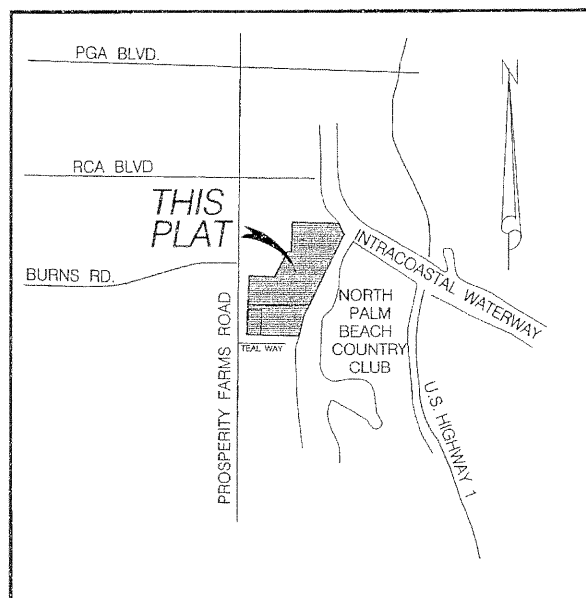 PGA BLVD.
N
RCA BLVD
THIS
PLAT
BURNS RD.
INTRACOASTAL WATERWAY
NORTH
PALM
BEACH
COUNTRY
CLUB
TEAL WAY
PROSPERITY FARMS ROAD
U.S. HIGHWAY 1